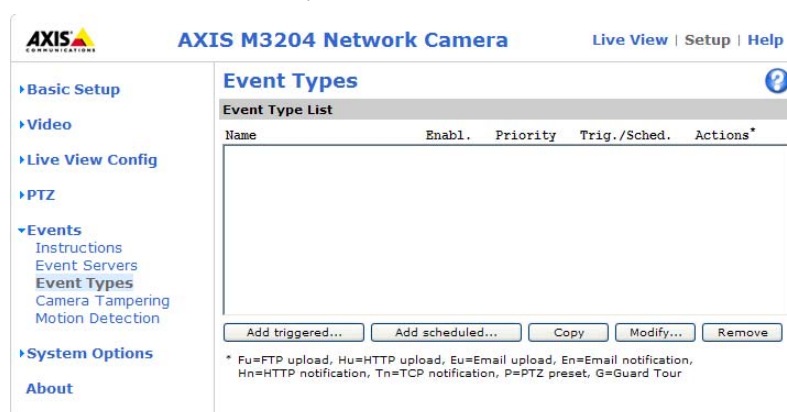 AXIS
COMMUNICATIONS
AXIS M3204 Network Camera
Live View | Setup | Help
Basic Setup
Video
Live View Config
PTZ
Events
Instructions
Event Servers
Event Types
Camera Tampering
Motion Detection
System Options
About
Event Types
?
Event Type List
Name Enabl. Priority Trig./Sched. Actions*
Add triggered... Add scheduled... Copy Modify... Remove
* Fu=FTP upload, Hu=HTTP upload, Eu=Email upload, En=Email notification,
Hn=HTTP notification, Tn=TCP notification, P=PTZ preset, G=Guard Tour